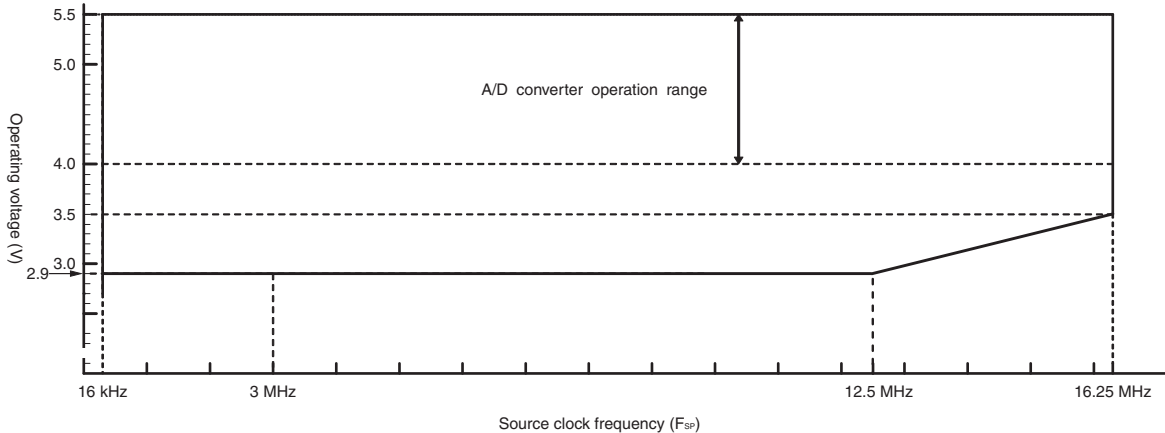 5.5
5.0
A/D converter operation range
4.0
3.5
3.0
2.9
Operating voltage (V)
16 kHz
3 MHz
12.5 MHz
16.25 MHz
Source clock frequency (FSP)